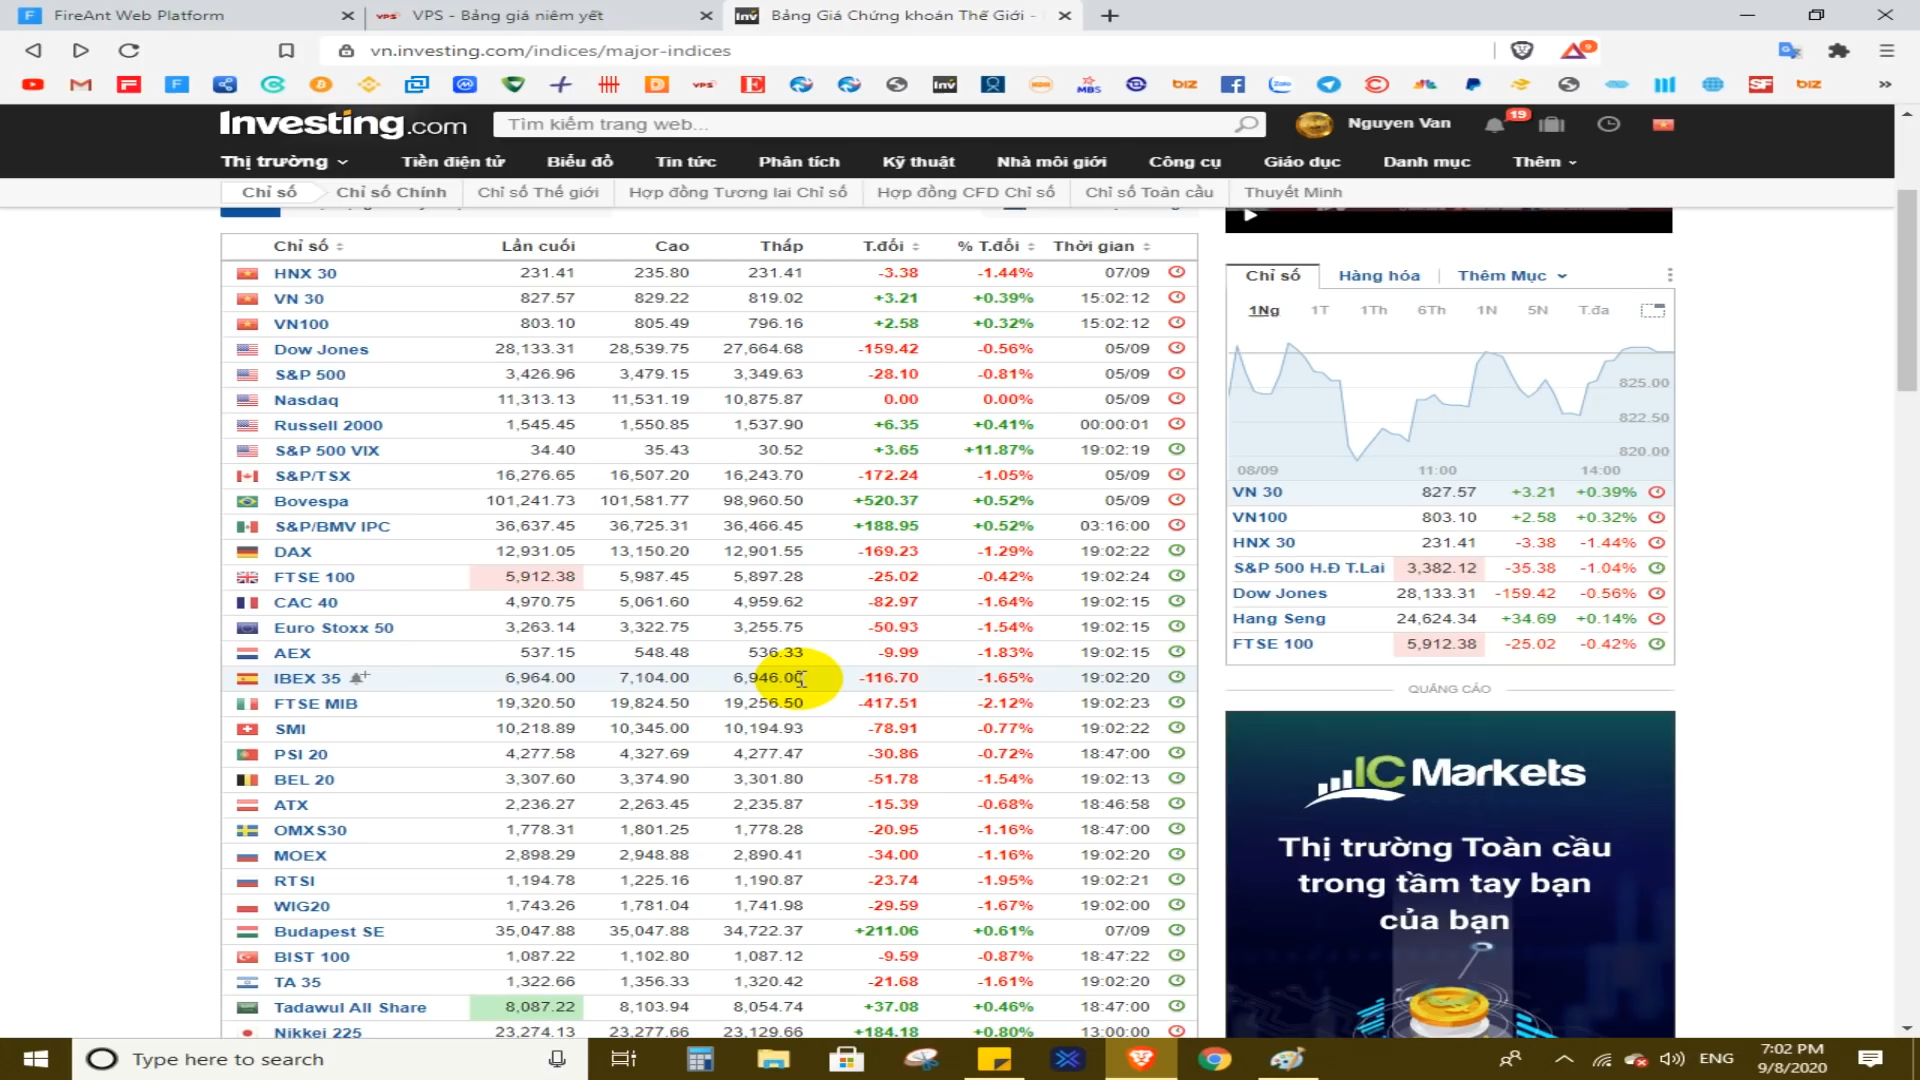 FireAnt Web Platform
VPS - Bảng giá niêm yết
Inv Bảng Giá Chứng khoán Thế Giới -
vn.investing.com/indices/major-indices
Investing.com
Tìm kiếm trang web...
Nguyen Van
19
Thị trường Tiền điện tử Biểu đồ Tin tức Phân tích Kỹ thuật Nhà môi giới Công cụ Giáo dục Danh mục Thêm
Chỉ số Chỉ số Chính Chỉ số Thế giới Hợp đồng Tương lai Chỉ số Hợp đồng CFD Chỉ số Chỉ số Toàn cầu Thuyết Minh
Chỉ số Lần cuối Cao Thấp T.đổi % T.đổi Thời gian
HNX 30 231.41 235.80 231.41 -3.38 -1.44% 07/09
VN 30 827.57 829.22 819.02 +3.21 +0.39% 15:02:12
VN100 803.10 805.49 796.16 +2.58 +0.32% 15:02:12
Dow Jones 28,133.31 28,539.75 27,664.68 -159.42 -0.56% 05/09
S&P 500 3,426.96 3,479.15 3,349.63 -28.10 -0.81% 05/09
Nasdaq 11,313.13 11,531.19 10,875.87 0.00 0.00% 05/09
Russell 2000 1,545.45 1,550.85 1,537.90 +6.35 +0.41% 00:00:01
S&P 500 VIX 34.40 35.43 30.52 +3.65 +11.87% 19:02:19
S&P/TSX 16,276.65 16,507.20 16,243.70 -172.24 -1.05% 05/09
Bovespa 101,241.73 101,581.77 98,960.50 +520.37 +0.52% 05/09
S&P/BMV IPC 36,637.45 36,725.31 36,466.45 +188.95 +0.52% 03:16:00
DAX 12,931.05 13,150.20 12,901.55 -169.23 -1.29% 19:02:22
FTSE 100 5,912.38 5,987.45 5,897.28 -25.02 -0.42% 19:02:24
CAC 40 4,970.75 5,061.60 4,959.62 -82.97 -1.64% 19:02:15
Euro Stoxx 50 3,263.14 3,322.75 3,255.75 -50.93 -1.54% 19:02:15
AEX 537.15 548.48 536.33 -9.99 -1.83% 19:02:15
IBEX 35 6,964.00 7,104.00 6,946.00 -116.70 -1.65% 19:02:20
FTSE MIB 19,320.50 19,824.50 19,256.50 -417.51 -2.12% 19:02:23
SMI 10,218.89 10,345.00 10,194.93 -78.91 -0.77% 19:02:22
PSI 20 4,277.58 4,327.69 4,277.47 -30.86 -0.72% 18:47:00
BEL 20 3,307.60 3,374.90 3,301.80 -51.78 -1.54% 19:02:13
ATX 2,236.27 2,263.45 2,235.87 -15.39 -0.68% 18:46:58
OMXS30 1,778.31 1,801.25 1,778.28 -20.95 -1.16% 18:47:00
MOEX 2,898.29 2,948.88 2,890.41 -34.00 -1.16% 19:02:20
RTSI 1,194.78 1,225.16 1,190.87 -23.74 -1.95% 19:02:21
WIG20 1,743.26 1,781.04 1,741.98 -29.59 -1.67% 19:02:00
Budapest SE 35,047.88 35,047.88 34,722.37 +211.06 +0.61% 07/09
BIST 100 1,087.22 1,102.80 1,087.12 -9.59 -0.87% 18:47:22
TA 35 1,322.66 1,356.33 1,320.42 -21.68 -1.61% 19:02:20
Tadawul All Share 8,087.22 8,103.94 8,054.74 +37.08 +0.46% 18:47:00
Nikkei 225 23,274.13 23,277.66 23,129.66 +184.18 +0.80% 13:00:00
Chỉ số Hàng hóa Thêm Mục
1Ng 1T 1Th 6Th 1N 5N T.đa
825.00
822.50
820.00
08/09 11:00 14:00
VN 30 827.57 +3.21 +0.39%
VN100 803.10 +2.58 +0.32%
HNX 30 231.41 -3.38 -1.44%
S&P 500 H.Đ T.Lai 3,382.12 -35.38 -1.04%
Dow Jones 28,133.31 -159.42 -0.56%
Hang Seng 24,624.34 +34.69 +0.14%
FTSE 100 5,912.38 -25.02 -0.42%
QUẢNG CÁO
IC Markets
Thị trường Toàn cầu
trong tầm tay bạn
của bạn
Type here to search
ENG
7:02 PM
9/8/2020